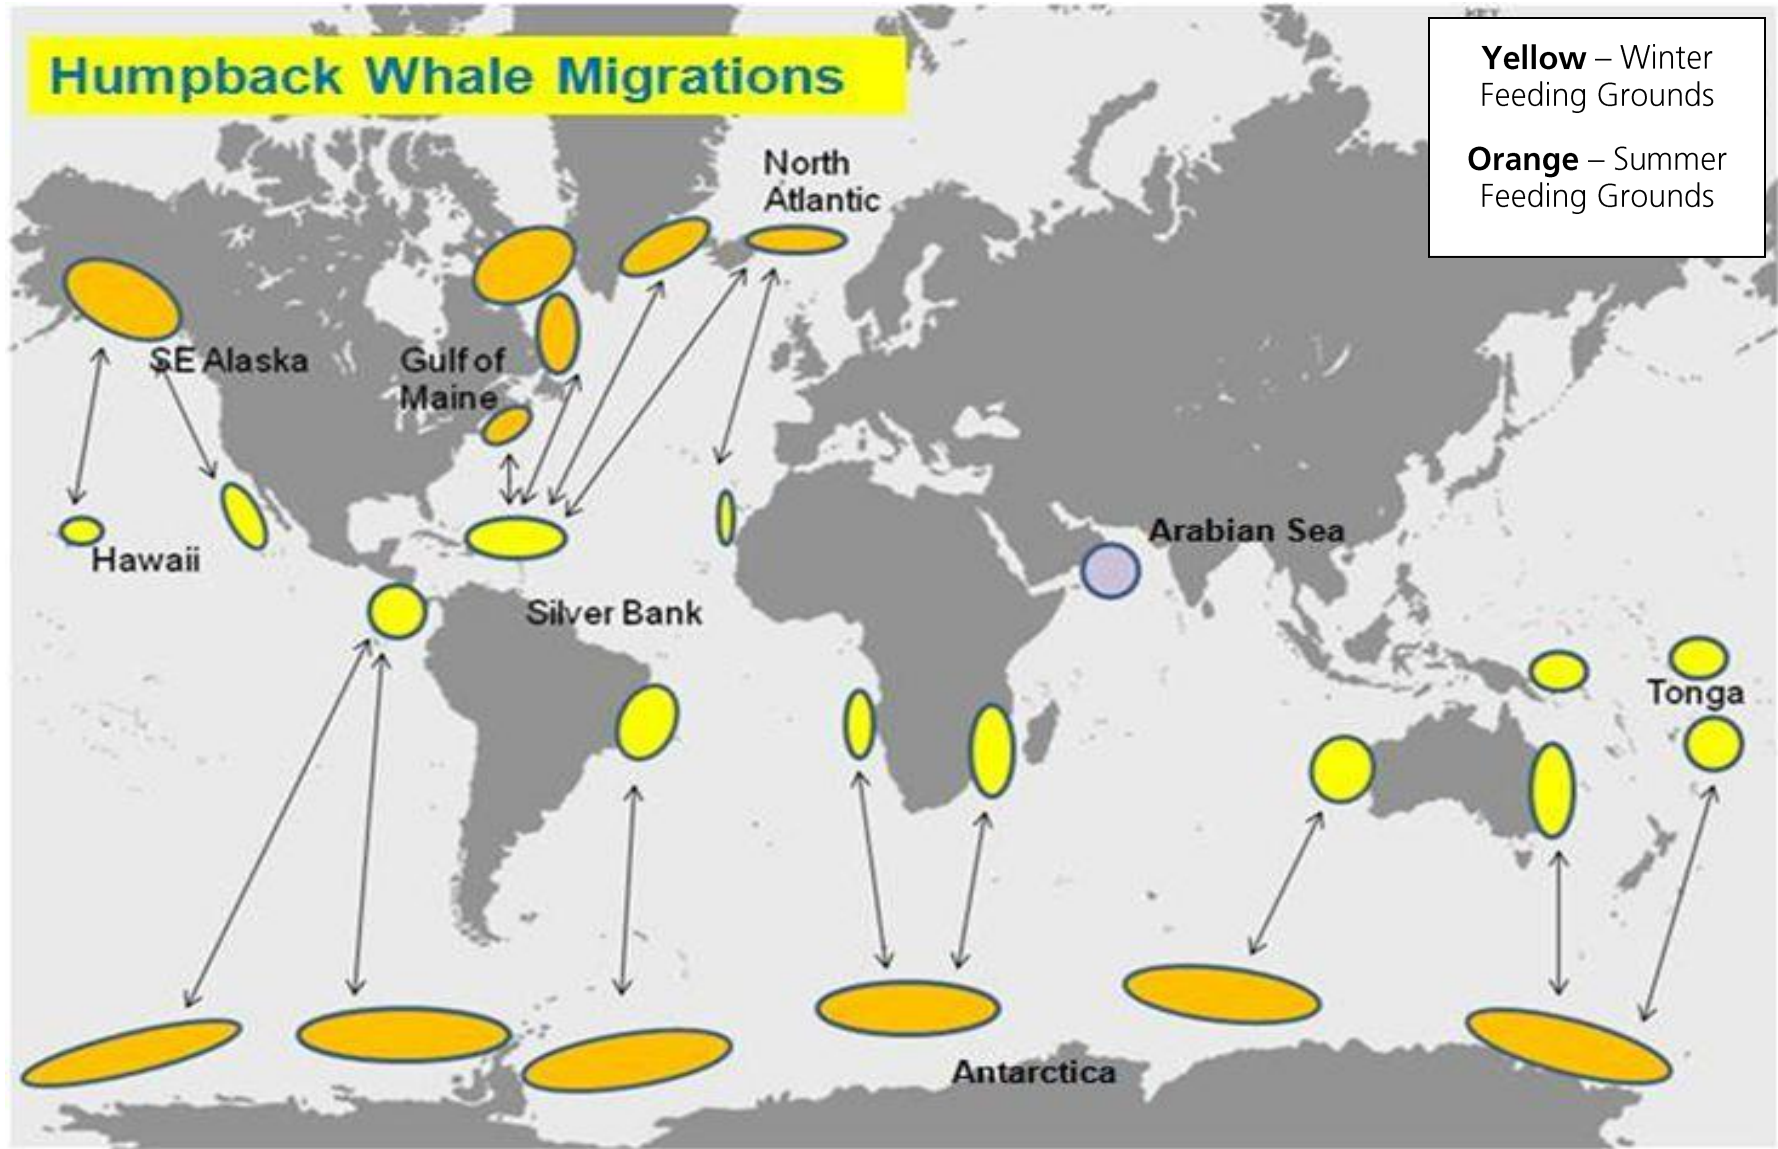 Humpback Whale Migrations
Yellow – Winter
Feeding Grounds
Orange – Summer
Feeding Grounds
North
Atlantic
SE Alaska
Gulf of
Maine
Hawaii
Arabian Sea
Silver Bank
Tonga
Antarctica